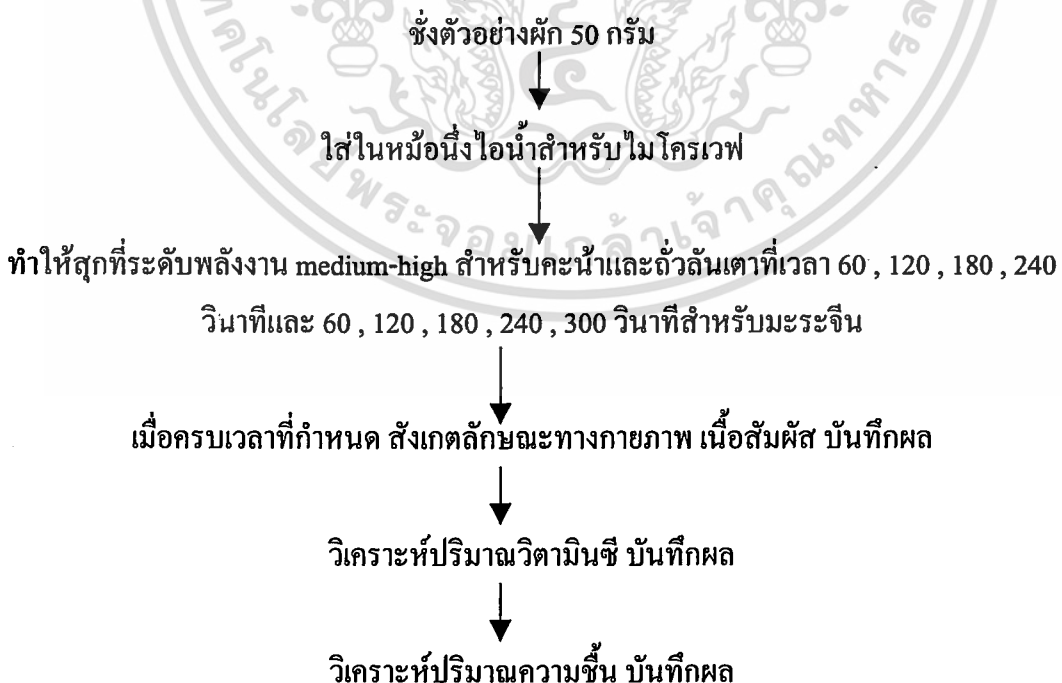 ชั่งตัวอย่างผัก 50 กรัม
ใส่ในหม้อนึ่งไอน้ำสำหรับไมโครเวฟ
ทำให้สุกที่ระดับพลังงาน medium-high สำหรับคะน้าและถั่วลันเตาที่เวลา 60 , 120 , 180 , 240
วินาทีและ 60 , 120 , 180 , 240 , 300 วินาทีสำหรับมะระจีน
เมื่อครบเวลาที่กำหนด สังเกตลักษณะทางกายภาพ เนื้อสัมผัส บันทึกผล
วิเคราะห์ปริมาณวิตามินซี บันทึกผล
วิเคราะห์ปริมาณความชื้น บันทึกผล